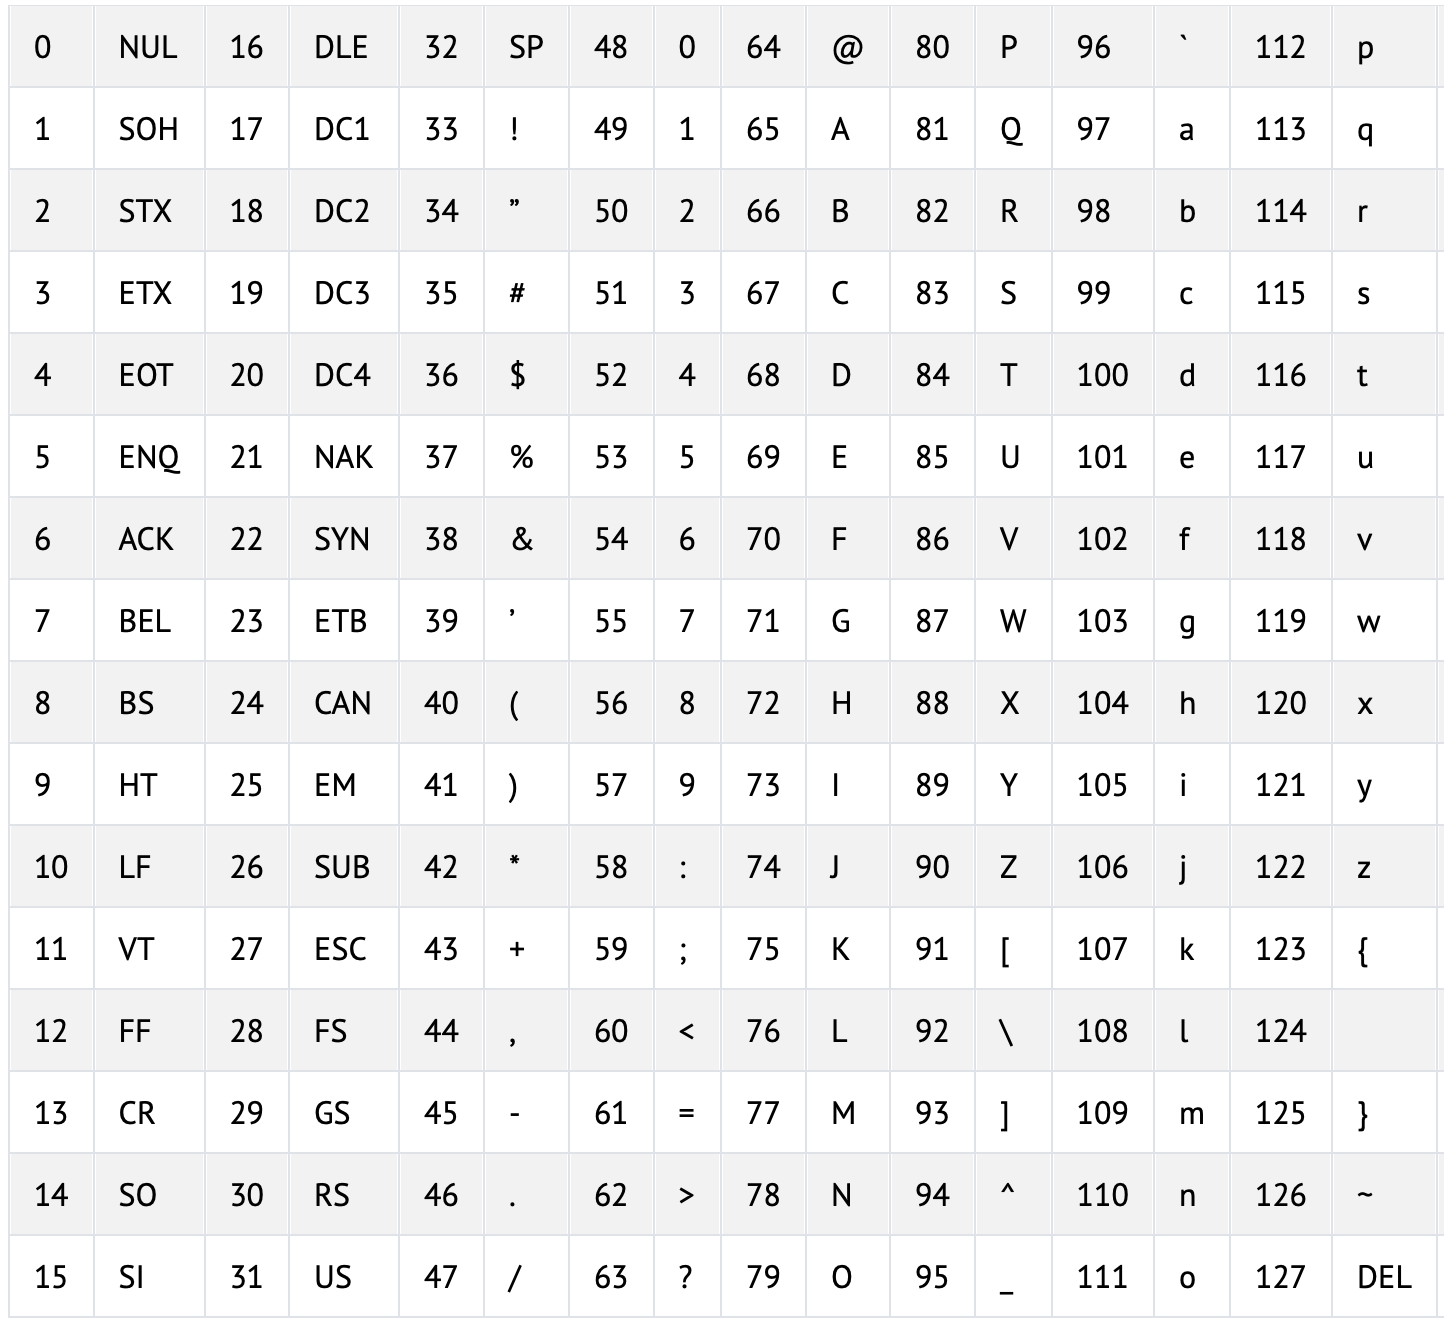 0 NUL 16 DLE 32 SP 48 0 64 @ 80 P 96 ` 112 p
1 SOH 17 DC1 33 ! 49 1 65 A 81 Q 97 a 113 q
2 STX 18 DC2 34 ” 50 2 66 B 82 R 98 b 114 r
3 ETX 19 DC3 35 # 51 3 67 C 83 S 99 c 115 s
4 EOT 20 DC4 36 $ 52 4 68 D 84 T 100 d 116 t
5 ENQ 21 NAK 37 % 53 5 69 E 85 U 101 e 117 u
6 ACK 22 SYN 38 & 54 6 70 F 86 V 102 f 118 v
7 BEL 23 ETB 39 ’ 55 7 71 G 87 W 103 g 119 w
8 BS 24 CAN 40 ( 56 8 72 H 88 X 104 h 120 x
9 HT 25 EM 41 ) 57 9 73 I 89 Y 105 i 121 y
10 LF 26 SUB 42 * 58 : 74 J 90 Z 106 j 122 z
11 VT 27 ESC 43 + 59 ; 75 K 91 [ 107 k 123 {
12 FF 28 FS 44 , 60 < 76 L 92 \ 108 l 124
13 CR 29 GS 45 - 61 = 77 M 93 ] 109 m 125 }
14 SO 30 RS 46 . 62 > 78 N 94 ^ 110 n 126 ~
15 SI 31 US 47 / 63 ? 79 O 95 _ 111 o 127 DEL